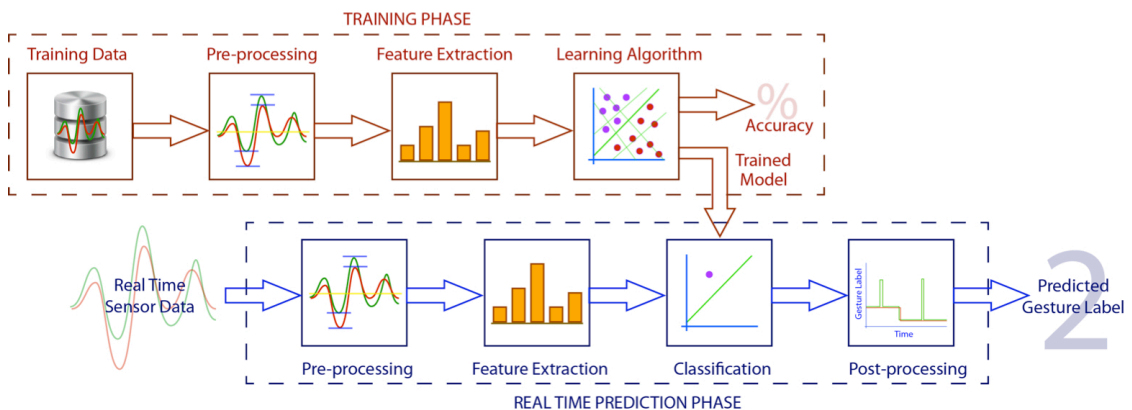 TRAINING PHASE
Training Data
Pre-processing
Feature Extraction
Learning Algorithm
%
Accuracy
Trained
Model
Real Time
Sensor Data
Gesture Label
Time
2
Predicted
Gesture Label
Pre-processing
Feature Extraction
Classification
Post-processing
REAL TIME PREDICTION PHASE